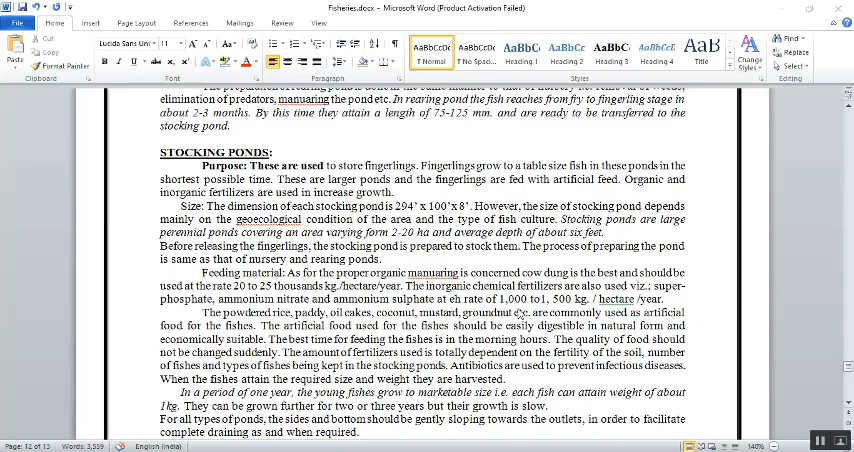 Fisheries.docx - Microsoft Word (Product Activation Failed)
File Home Insert Page Layout References Mailings Review View
Paste
Cut
Copy
Format Painter
Clipboard
Lucida Sans Uni 11
Font
Paragraph
AaBbCcDc AaBbCcDc AaBbC AaBbCc AaBbC AaBbCcI AaB
¶ Normal ¶ No Spac... Heading 1 Heading 2 Heading 3 Heading 4 Title
Styles
Change Styles
Find
Replace
Select
Editing
elimination of predators, manuaring the pond etc. In rearing pond the fish reaches from fry to fingerling stage in
about 2-3 months. By this time they attain a length of 75-125 mm. and are ready to be transferred to the
stocking pond.
STOCKING PONDS:
Purpose: These are used to store fingerlings. Fingerlings grow to a table size fish in these ponds in the
shortest possible time. These are larger ponds and the fingerlings are fed with artificial feed. Organic and
inorganic fertilizers are used in increase growth.
Size: The dimension of each stocking pond is 294' x 100'x 8'. However, the size of stocking pond depends
mainly on the geoecological condition of the area and the type of fish culture. Stocking ponds are large
perennial ponds covering an area varying form 2-20 ha and average depth of about six feet.
Before releasing the fingerlings, the stocking pond is prepared to stock them. The process of preparing the pond
is same as that of nursery and rearing ponds.
Feeding material: As for the proper organic manuaring is concerned cow dung is the best and should be
used at the rate 20 to 25 thousands kg./hectare/year. The inorganic chemical fertilizers are also used viz.; super-
phosphate, ammonium nitrate and ammonium sulphate at eh rate of 1,000 to1, 500 kg. / hectare /year.
The powdered rice, paddy, oil cakes, coconut, mustard, groundnut etc. are commonly used as artificial
food for the fishes. The artificial food used for the fishes should be easily digestible in natural form and
economically suitable. The best time for feeding the fishes is in the morning hours. The quality of food should
not be changed suddenly. The amount of fertilizers used is totally dependent on the fertility of the soil, number
of fishes and types of fishes being kept in the stocking ponds. Antibiotics are used to prevent infectious diseases.
When the fishes attain the required size and weight they are harvested.
In a period of one year, the young fishes grow to marketable size i.e. each fish can attain weight of about
1kg. They can be grown further for two or three years but their growth is slow.
For all types of ponds, the sides and bottom should be gently sloping towards the outlets, in order to facilitate
complete draining as and when required.
Page: 12 of 13 Words: 3,559 English (India) 140%